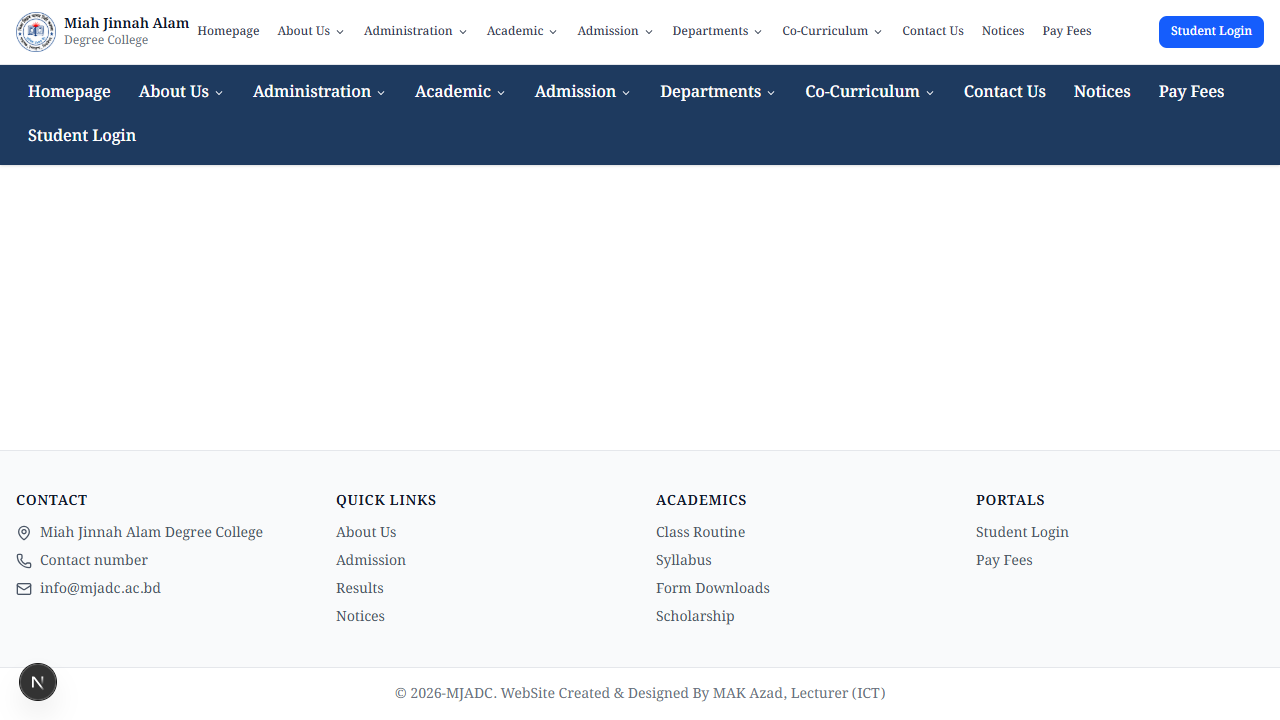 Miah Jinnah Alam
Degree College
Homepage About Us Administration Academic Admission Departments Co-Curriculum Contact Us Notices Pay Fees Student Login
Homepage About Us Administration Academic Admission Departments Co-Curriculum Contact Us Notices Pay Fees
Student Login
CONTACT
Miah Jinnah Alam Degree College
Contact number
info@mjadc.ac.bd
QUICK LINKS
About Us
Admission
Results
Notices
ACADEMICS
Class Routine
Syllabus
Form Downloads
Scholarship
PORTALS
Student Login
Pay Fees
N
© 2026-MJADC. WebSite Created & Designed By MAK Azad, Lecturer (ICT)